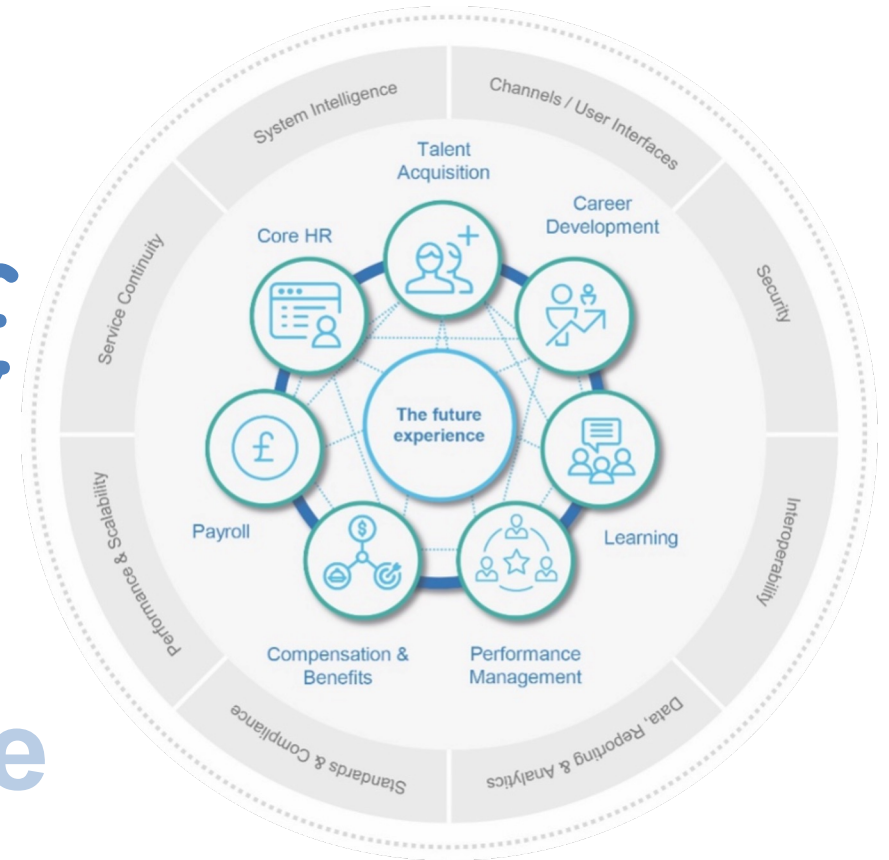 System Intelligence
Channels / User Interfaces
Security
Interoperability
Data, Reporting & Analytics
Standards & Compliance
Performance & Scalability
Service Continuity
Talent
Acquisition
Career
Development
Learning
Performance
Management
Compensation &
Benefits
Payroll
Core HR
The future
experience
£
$
e